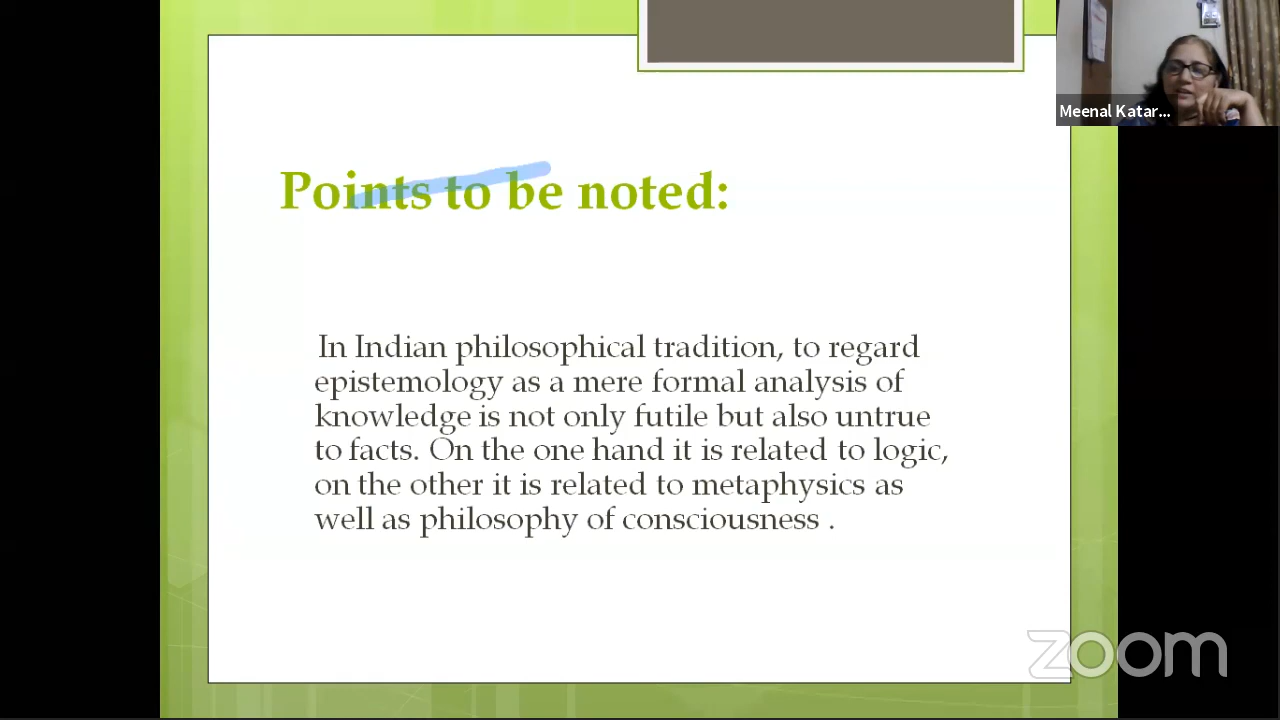 Meenal Katar...
Points to be noted:
In Indian philosophical tradition, to regard
epistemology as a mere formal analysis of
knowledge is not only futile but also untrue
to facts. On the one hand it is related to logic,
on the other it is related to metaphysics as
well as philosophy of consciousness .
zoom